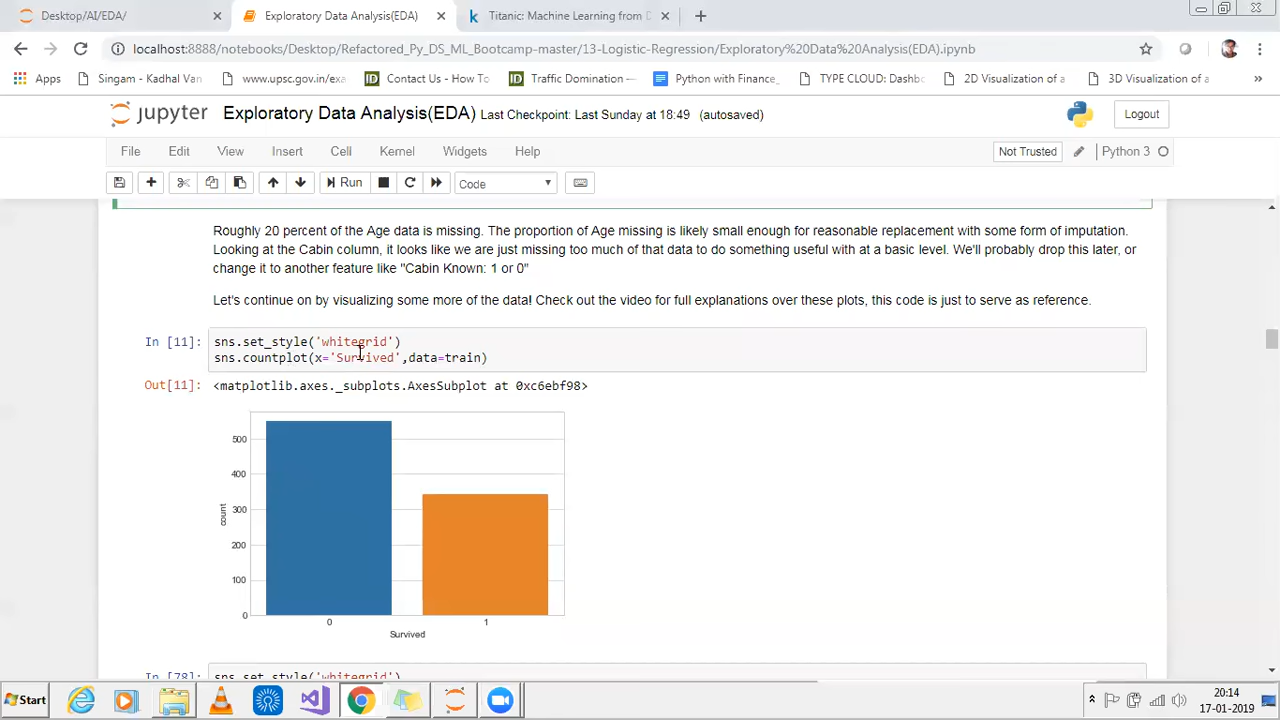 Desktop/AI/EDA/
Exploratory Data Analysis(EDA)
Titanic: Machine Learning from D
localhost:8888/notebooks/Desktop/Refactored_Py_DS_ML_Bootcamp-master/13-Logistic-Regression/Exploratory%20Data%20Analysis(EDA).ipynb
Apps
Singam - Kadhal Van
www.upsc.gov.in/exa
Contact Us - How To
Traffic Domination —
Python with Finance
TYPE CLOUD: Dashb
2D Visualization of a
3D Visualization of a
»
jupyter
Exploratory Data Analysis(EDA) Last Checkpoint: Last Sunday at 18:49 (autosaved)
Logout
File Edit View Insert Cell Kernel Widgets Help
Not Trusted
Python 3
Run
Code
Roughly 20 percent of the Age data is missing. The proportion of Age missing is likely small enough for reasonable replacement with some form of imputation.
Looking at the Cabin column, it looks like we are just missing too much of that data to do something useful with at a basic level. We'll probably drop this later, or
change it to another feature like "Cabin Known: 1 or 0"
Let's continue on by visualizing some more of the data! Check out the video for full explanations over these plots, this code is just to serve as reference.
In [11]: sns.set_style('whitegrid')
sns.countplot(x='Survived',data=train)
Out[11]: <matplotlib.axes._subplots.AxesSubplot at 0xc6ebf98>
500
400
300
200
100
0
count
0 1
Survived
In [78]: sns.set_style('whitegrid')
Start
20:14
17-01-2019